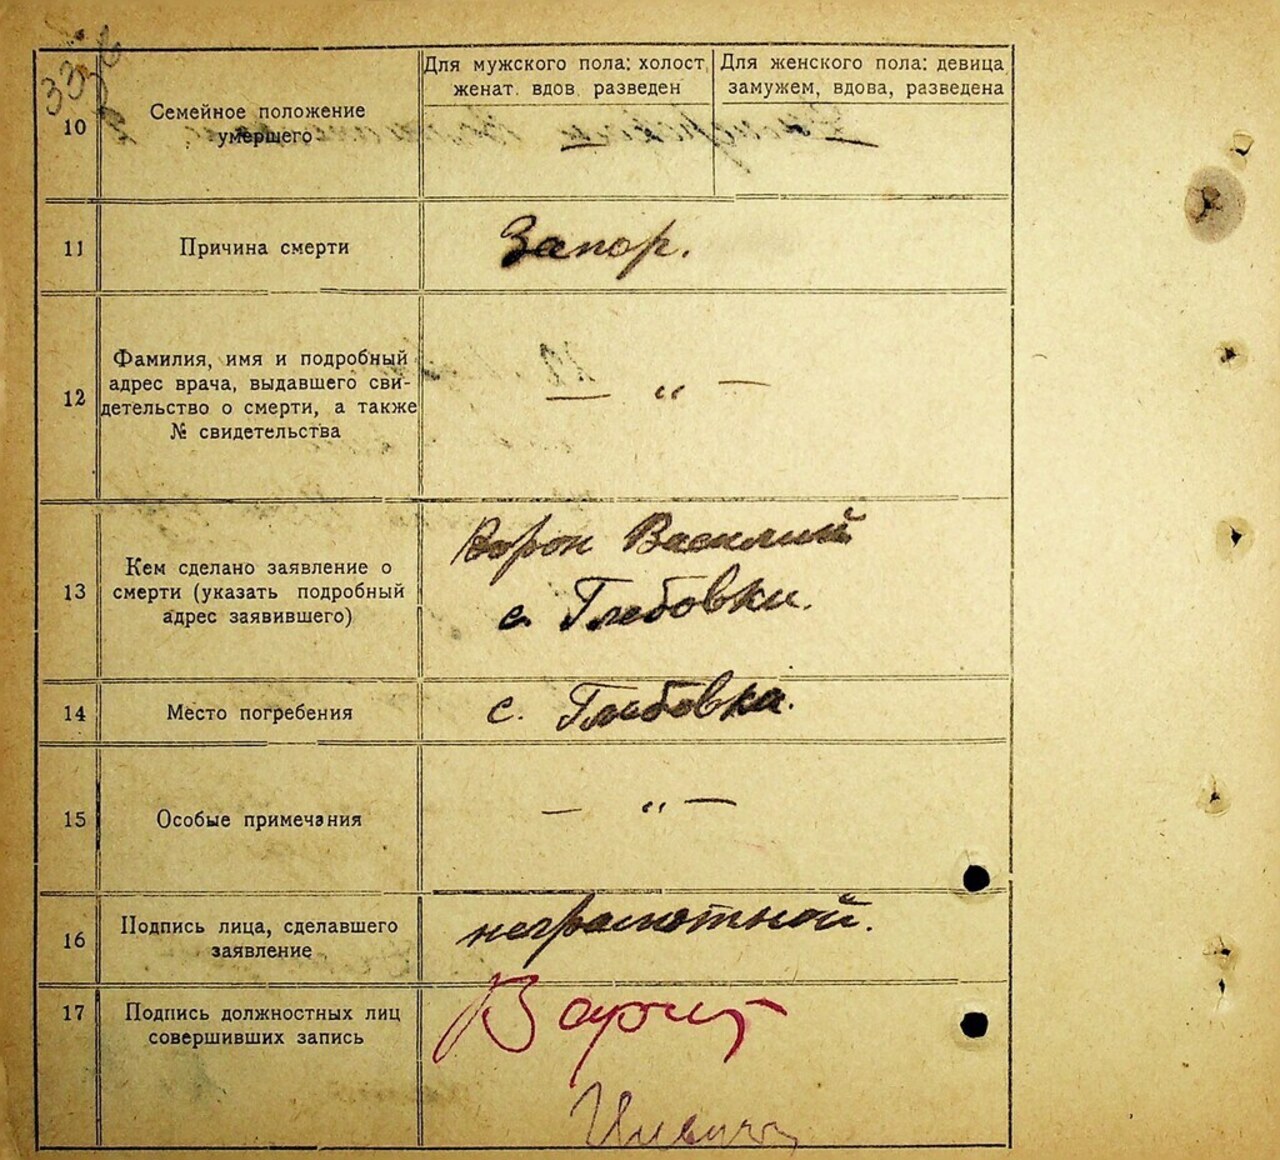 Для мужского пола: холост, женат. вдов. разведен
Для женского пола: девица, замужем, вдова, разведена
10
Семейное положение
умершего
11
Причина смерти
Запор.
12
Фамилия, имя и подробный
адрес врача, выдавшего сви-
детельство о смерти, а также
№ свидетельства
— " —
13
Кем сделано заявление о
смерти (указать подробный
адрес заявившего)
Ворон Василий
с. Глебовки.
14
Место погребения
с. Глебовка.
15
Особые примечания
— " —
16
Подпись лица, сделавшего
заявление
неграмотной.
17
Подпись должностных лиц
совершивших запись